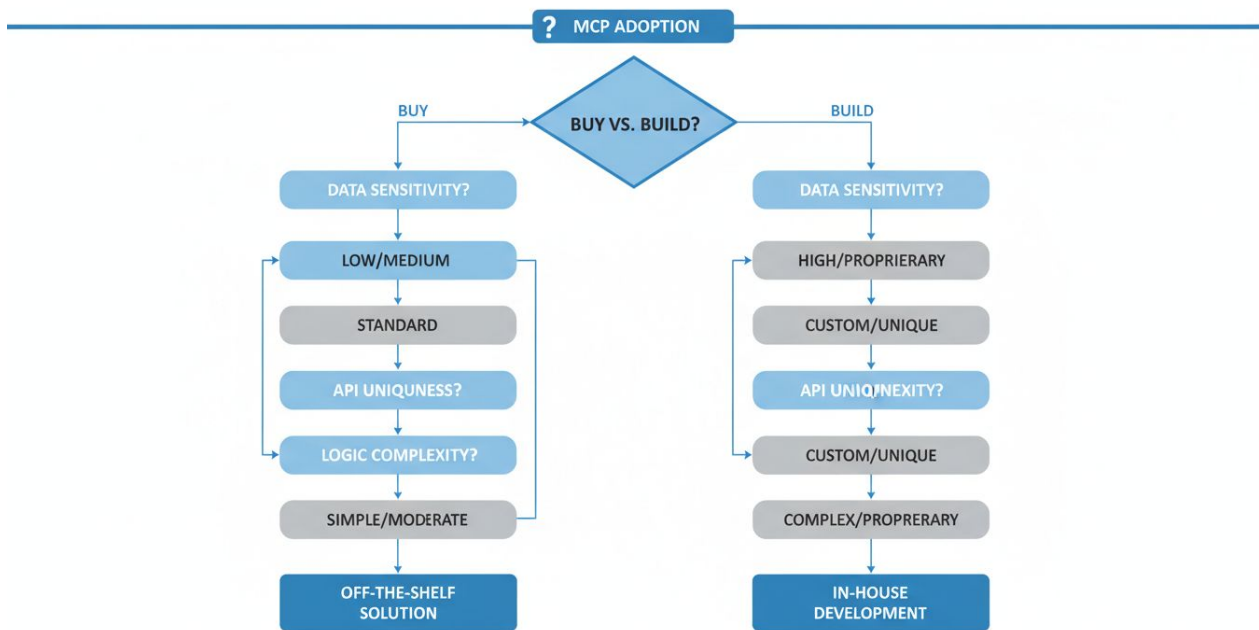 ? MCP ADOPTION
BUY
BUY VS. BUILD?
BUILD
DATA SENSITIVITY?
LOW/MEDIUM
STANDARD
API UNIQUNESS?
LOGIC COMPLEXITY?
SIMPLE/MODERATE
OFF-THE-SHELF
SOLUTION
DATA SENSITIVITY?
HIGH/PROPRIERARY
CUSTOM/UNIQUE
API
CUSTOM/UNIQUE
COMPLEX/PROPRERARY
IN-HOUSE
DEVELOPMENT